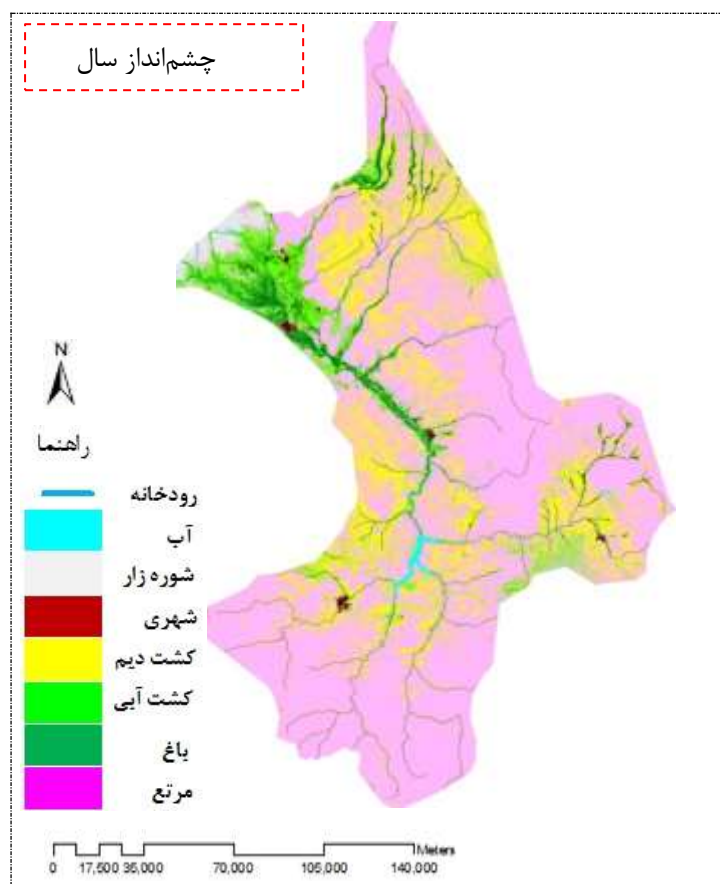 چشم‌انداز سال
N
راهنما
رودخانه
آب
شوره زار
شهری
کشت دیم
کشت آبی
باغ
مرتع
Meters
0 17,500 35,000 70,000 105,000 140,000